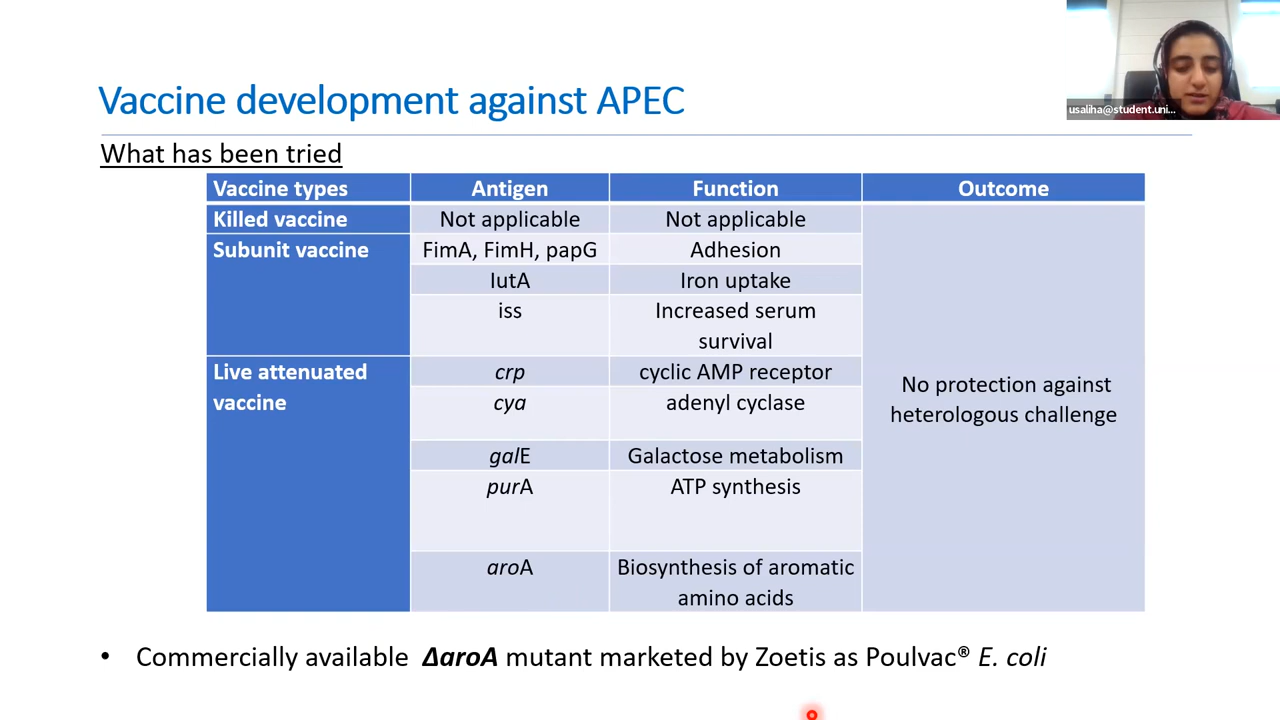 Vaccine development against APEC
usaliha@student.uni...
What has been tried
Vaccine types Antigen Function Outcome
Killed vaccine Not applicable Not applicable
Subunit vaccine FimA, FimH, papG Adhesion
IutA Iron uptake
iss Increased serum
survival
Live attenuated crp cyclic AMP receptor
vaccine cya adenyl cyclase
No protection against
heterologous challenge
galE Galactose metabolism
purA ATP synthesis
aroA Biosynthesis of aromatic
amino acids
• Commercially available ΔaroA mutant marketed by Zoetis as Poulvac® E. coli